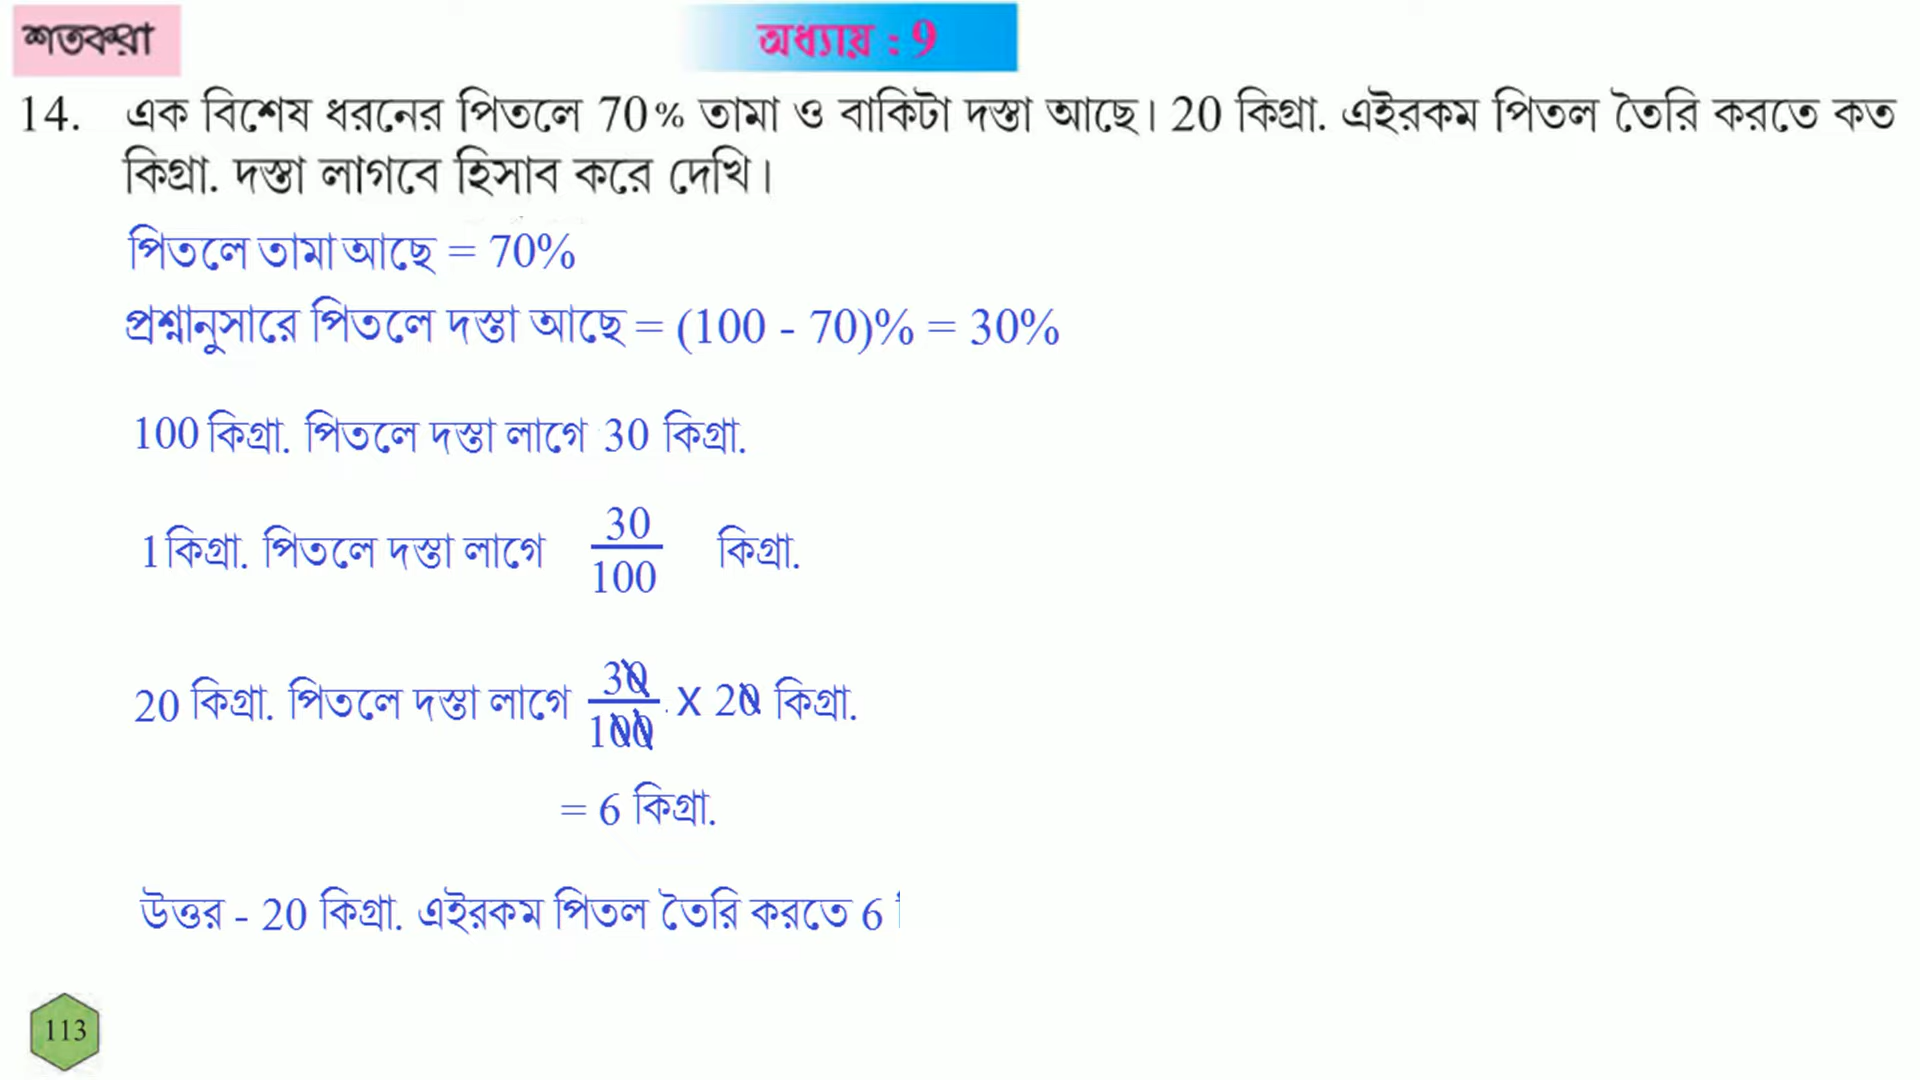 শতকরা
অধ্যায় : 9
14. এক বিশেষ ধরনের পিতলে 70% তামা ও বাকিটা দস্তা আছে। 20 কিগ্রা. এইরকম পিতল তৈরি করতে কত
কিগ্রা. দস্তা লাগবে হিসাব করে দেখি।
পিতলে তামা আছে = 70%
প্রশ্নানুসারে পিতলে দস্তা আছে = (100 - 70)% = 30%
100 কিগ্রা. পিতলে দস্তা লাগে 30 কিগ্রা.
1 কিগ্রা. পিতলে দস্তা লাগে 30/100 কিগ্রা.
20 কিগ্রা. পিতলে দস্তা লাগে 30/100 X 20 কিগ্রা.
= 6 কিগ্রা.
উত্তর - 20 কিগ্রা. এইরকম পিতল তৈরি করতে 6
113